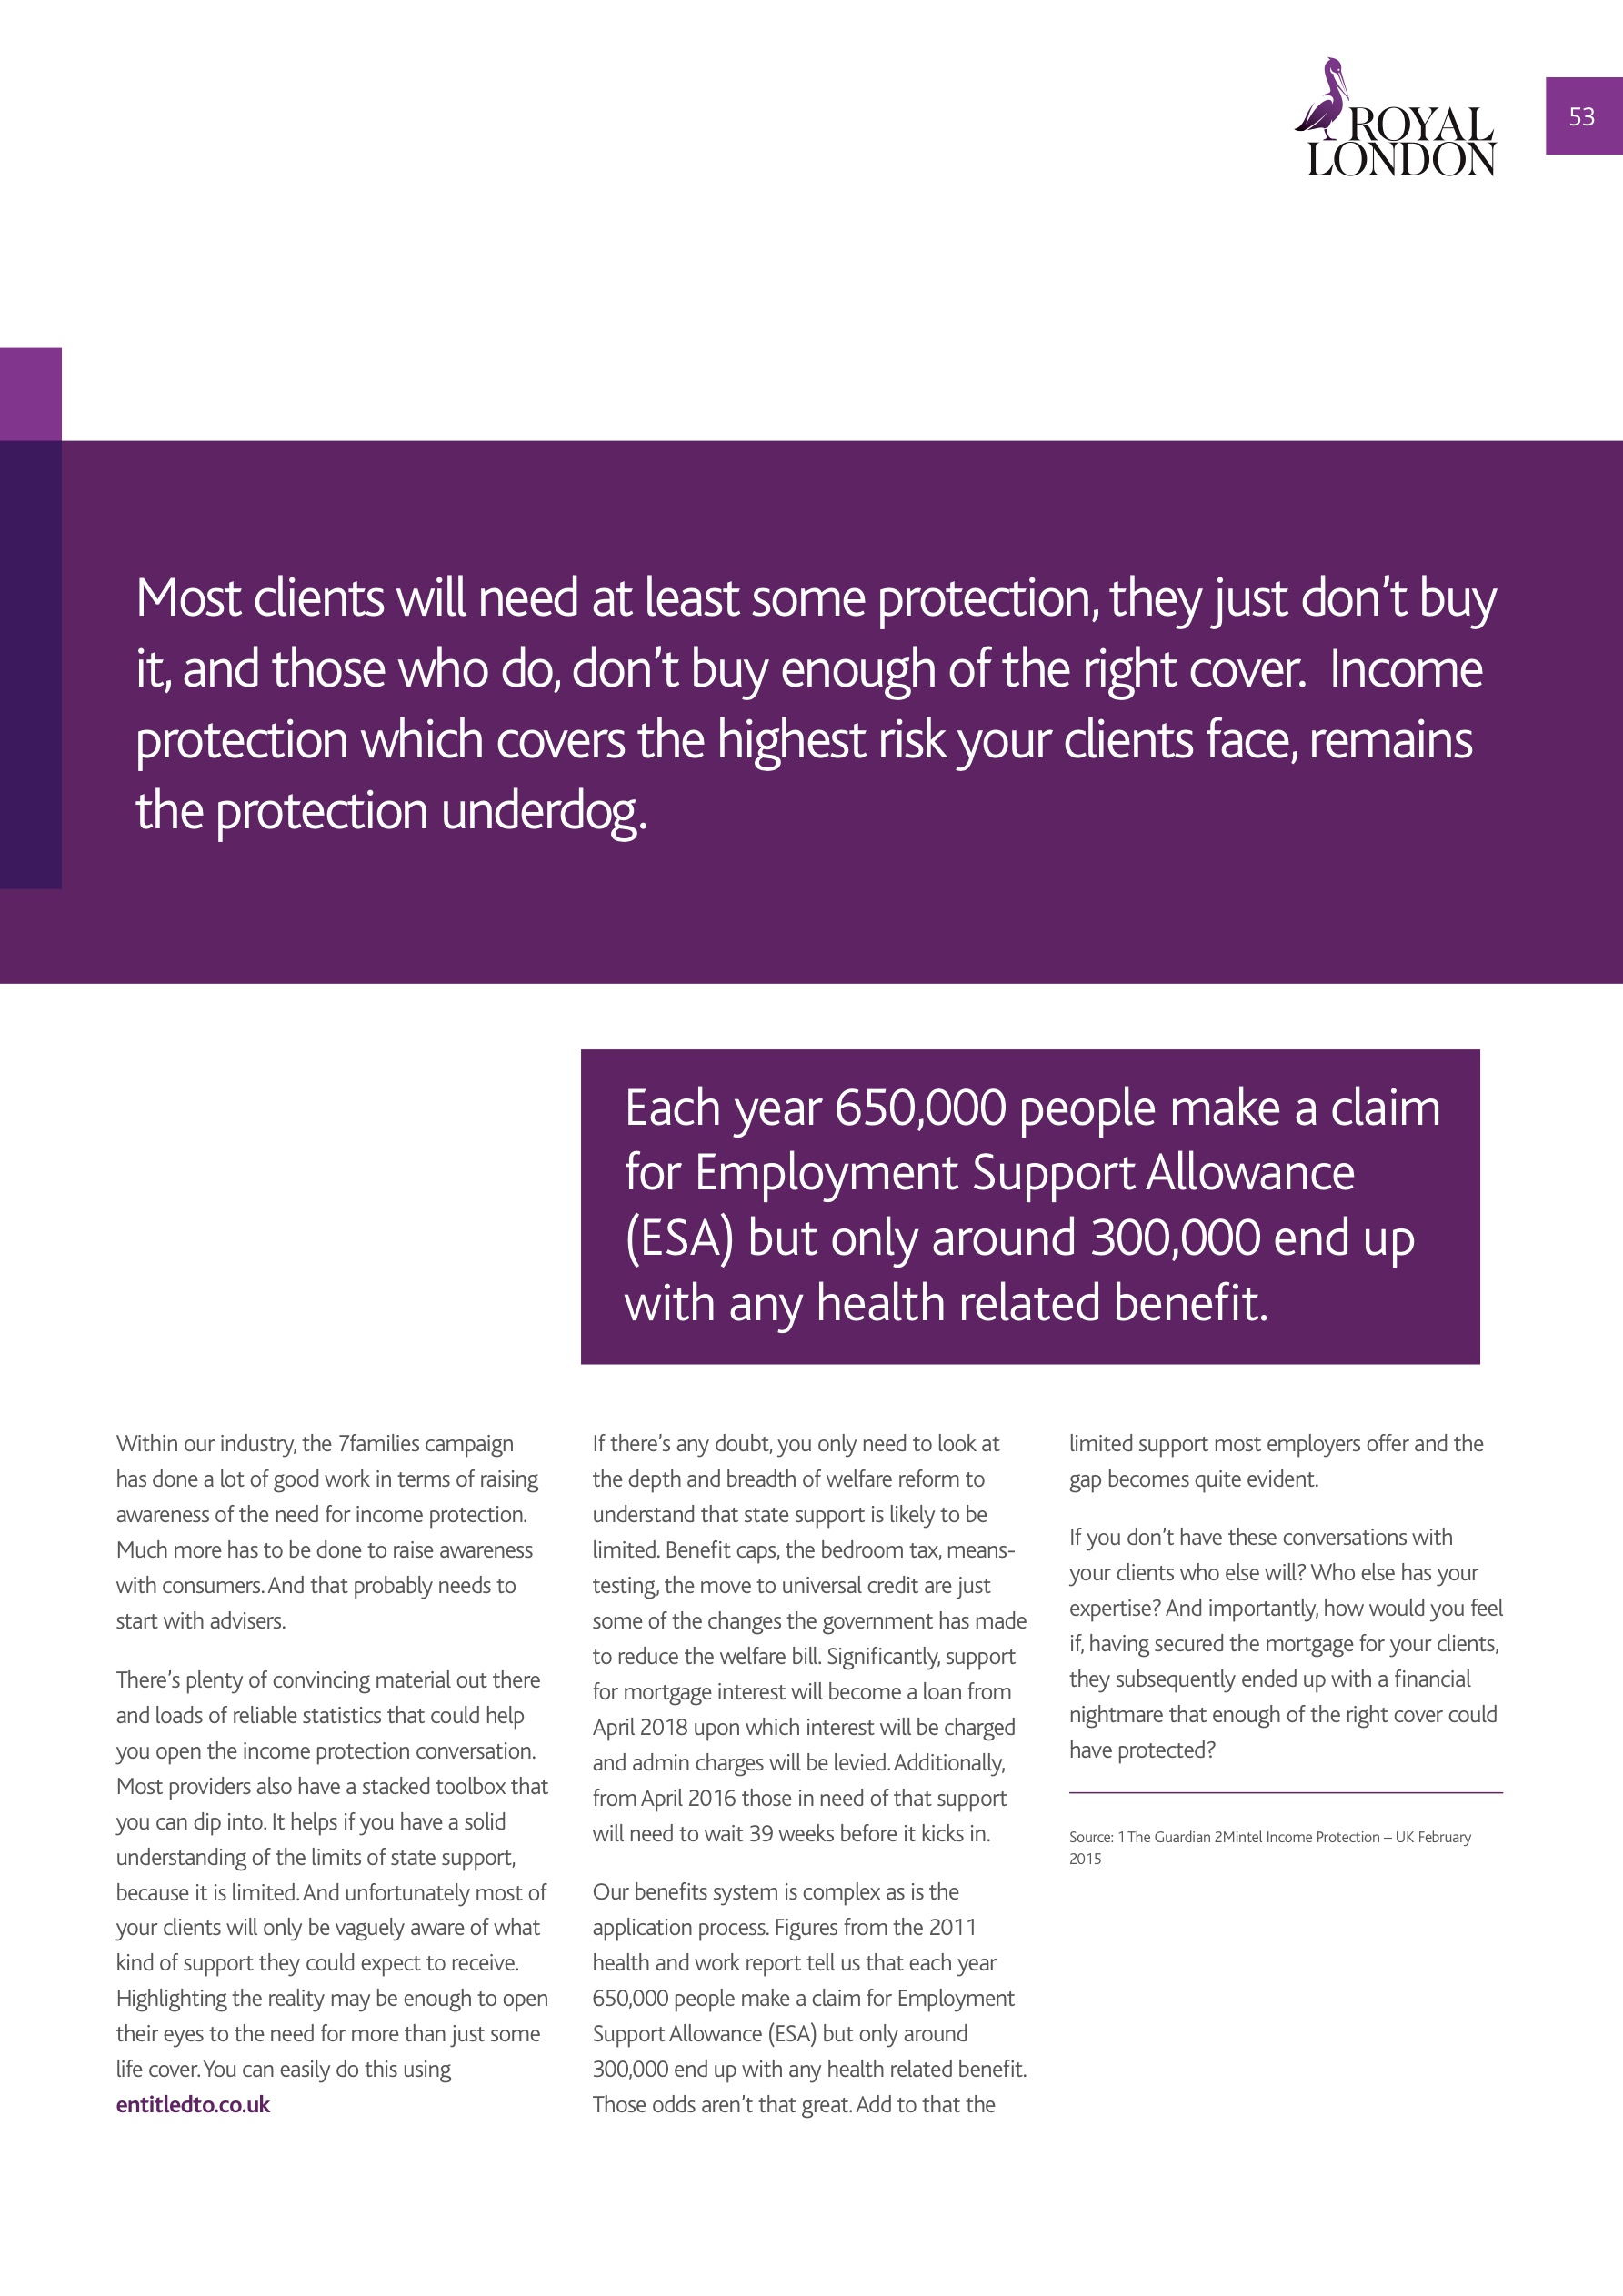 ROYAL
LONDON
53
Most clients will need at least some protection, they just don’t buy
it, and those who do, don’t buy enough of the right cover.  Income
protection which covers the highest risk your clients face, remains
the protection underdog.
Each year 650,000 people make a claim
for Employment Support Allowance
(ESA) but only around 300,000 end up
with any health related benefit.
Within our industry, the 7families campaign
has done a lot of good work in terms of raising
awareness of the need for income protection.
Much more has to be done to raise awareness
with consumers. And that probably needs to
start with advisers.
There’s plenty of convincing material out there
and loads of reliable statistics that could help
you open the income protection conversation.
Most providers also have a stacked toolbox that
you can dip into. It helps if you have a solid
understanding of the limits of state support,
because it is limited. And unfortunately most of
your clients will only be vaguely aware of what
kind of support they could expect to receive.
Highlighting the reality may be enough to open
their eyes to the need for more than just some
life cover. You can easily do this using
entitledto.co.uk
If there’s any doubt, you only need to look at
the depth and breadth of welfare reform to
understand that state support is likely to be
limited. Benefit caps, the bedroom tax, means-
testing, the move to universal credit are just
some of the changes the government has made
to reduce the welfare bill. Significantly, support
for mortgage interest will become a loan from
April 2018 upon which interest will be charged
and admin charges will be levied. Additionally,
from April 2016 those in need of that support
will need to wait 39 weeks before it kicks in.
Our benefits system is complex as is the
application process. Figures from the 2011
health and work report tell us that each year
650,000 people make a claim for Employment
Support Allowance (ESA) but only around
300,000 end up with any health related benefit.
Those odds aren’t that great. Add to that the
limited support most employers offer and the
gap becomes quite evident.
If you don’t have these conversations with
your clients who else will? Who else has your
expertise? And importantly, how would you feel
if, having secured the mortgage for your clients,
they subsequently ended up with a financial
nightmare that enough of the right cover could
have protected?
Source: 1 The Guardian 2Mintel Income Protection – UK February
2015